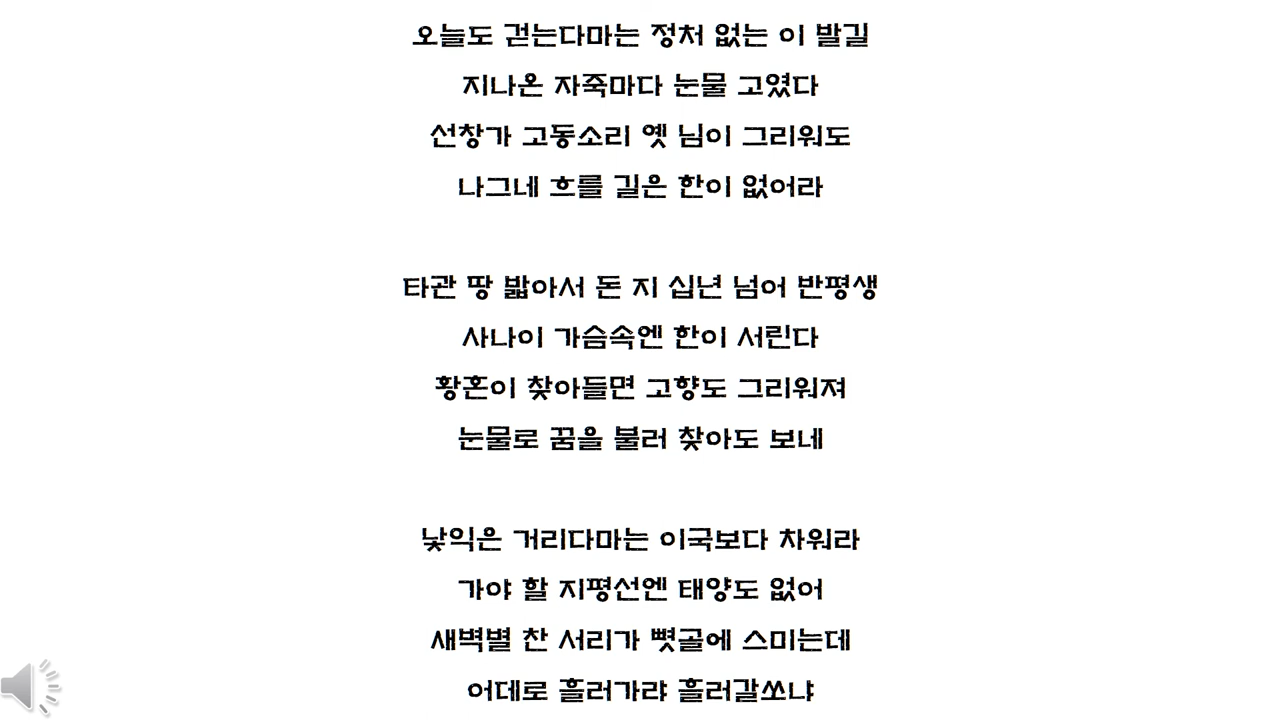 오늘도 걷는다마는 정처 없는 이 발길
지나온 자죽마다 눈물 고였다
선창가 고동소리 옛 님이 그리워도
나그네 흐를 길은 한이 없어라
타관 땅 밟아서 돈 지 십년 넘어 반평생
사나이 가슴속엔 한이 서린다
황혼이 찾아들면 고향도 그리워져
눈물로 꿈을 불러 찾아도 보네
낯익은 거리다마는 이국보다 차워라
가야 할 지평선엔 태양도 없어
새벽별 찬 서리가 뼛골에 스미는데
어데로 흘러가랴 흘러갈쏘냐